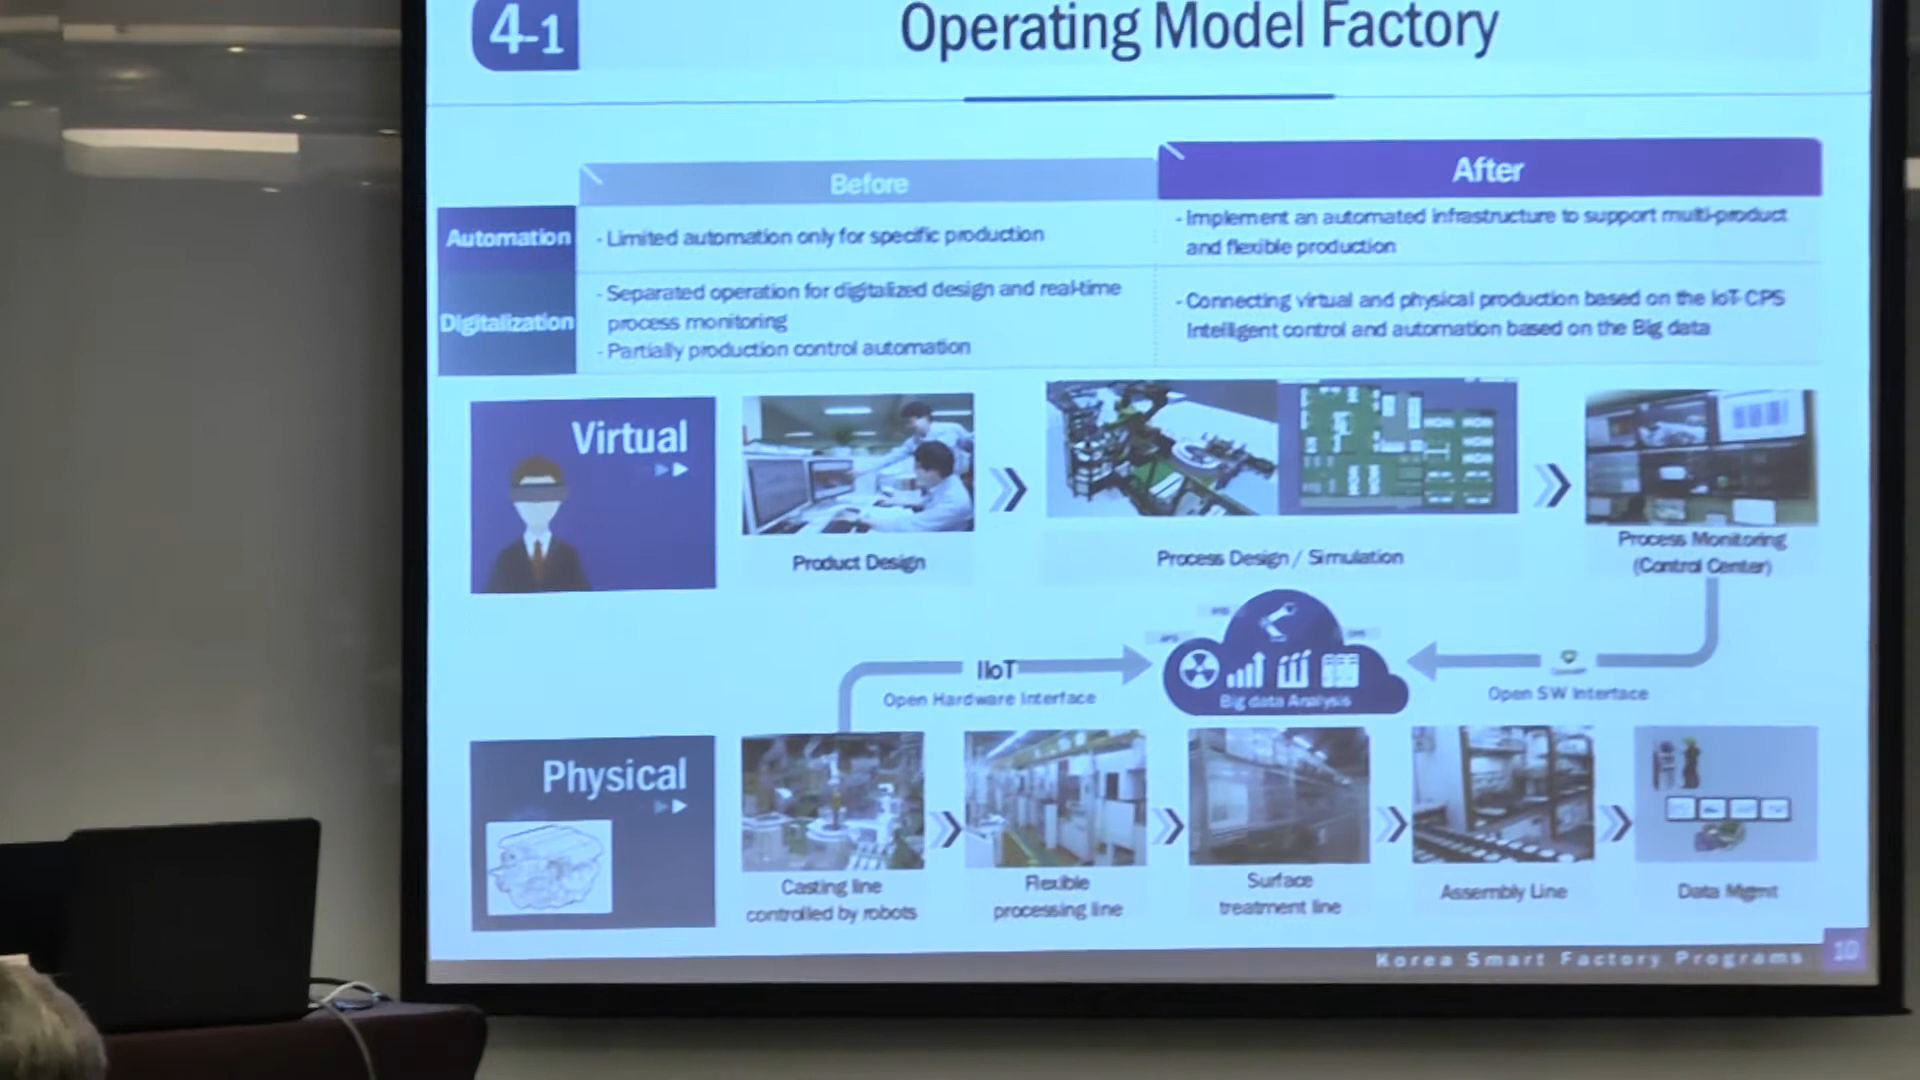 4-1
Operating Model Factory
Before
After
Automation
- Limited automation only for specific production
- Implement an automated infrastructure to support multi-product
and flexible production
Digitalization
- Separated operation for digitalized design and real-time
process monitoring
- Partially production control automation
- Connecting virtual and physical production based on the IoT-CPS
Intelligent control and automation based on the Big data
Virtual
Product Design
Process Design / Simulation
Process Monitoring
(Control Center)
IIoT
Open Hardware Interface
Big data Analysis
Open SW Interface
Physical
Casting line
controlled by robots
Flexible
processing line
Surface
treatment line
Assembly Line
Data Mgmt
Korea Smart Factory Programs
10